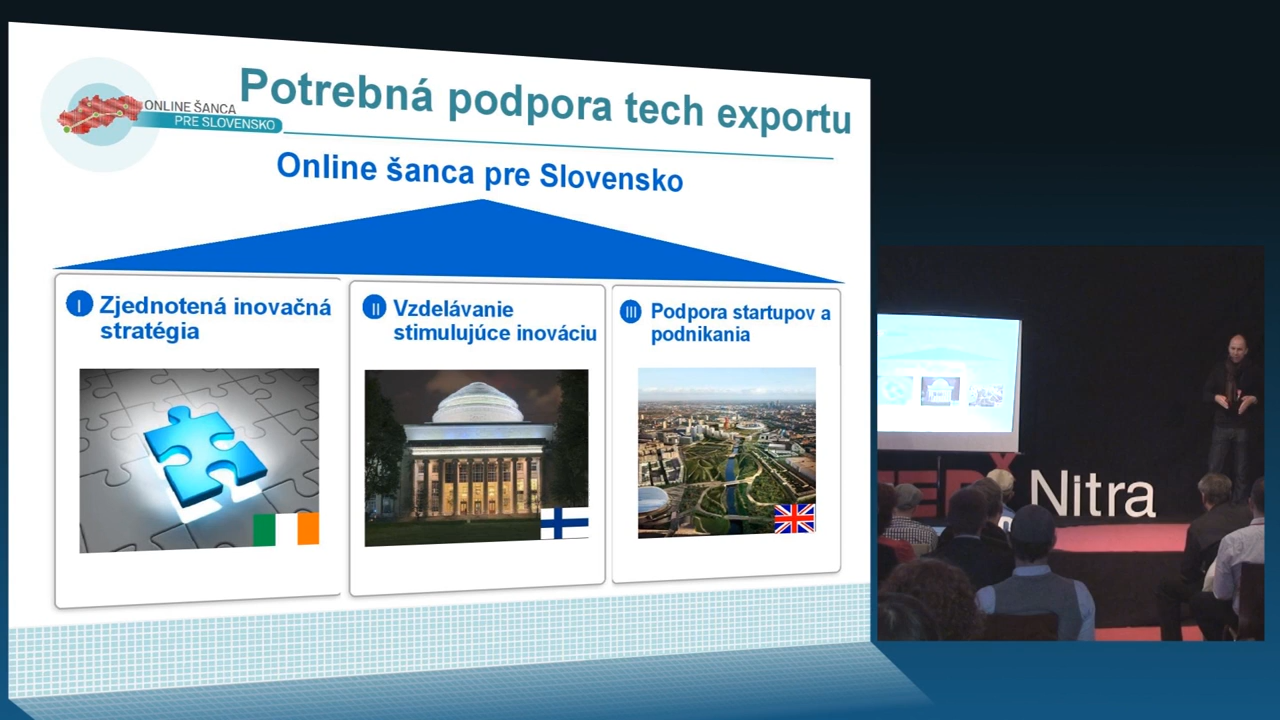 ONLINE ŠANCA
PRE SLOVENSKO
Potrebná podpora tech exportu
Online šanca pre Slovensko
I Zjednotená inovačná
stratégia
II Vzdelávanie
stimulujúce inováciu
III Podpora startupov a
podnikania
TEDx Nitra